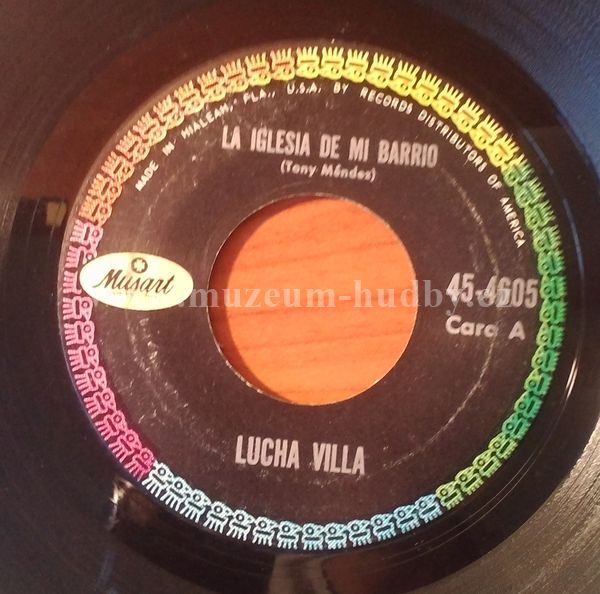 MADE IN HIALEAH, FLA., U.S.A. BY RECORDS DISTRIBUTORS OF AMERICA
LA IGLESIA DE MI BARRIO
(Tony Méndez)
Musart
muzeum-hudby
45-4605
Cara A
LUCHA VILLA